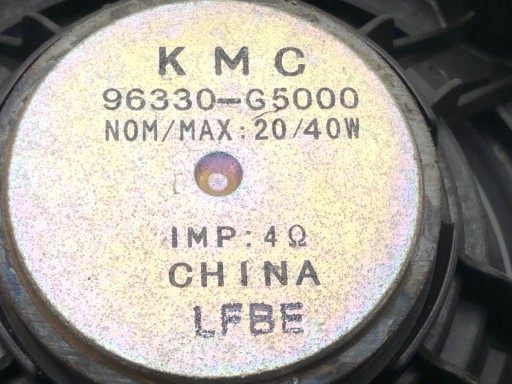 KMC
96330-G5000
NOM/MAX:20/40W
IMP:4Ω
CHINA
LFBE